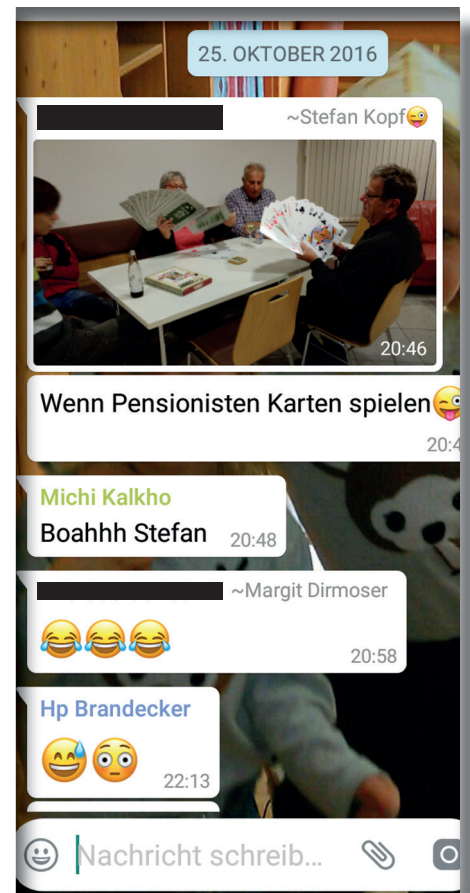 25. OKTOBER 2016
~Stefan Kopf😜
20:46
Wenn Pensionisten Karten spielen😜
Michi Kalkho
Boahhh Stefan 20:48
~Margit Dirmoser
😂😂😂
20:58
Hp Brandecker
😅😳
22:13
Nachricht schreib...